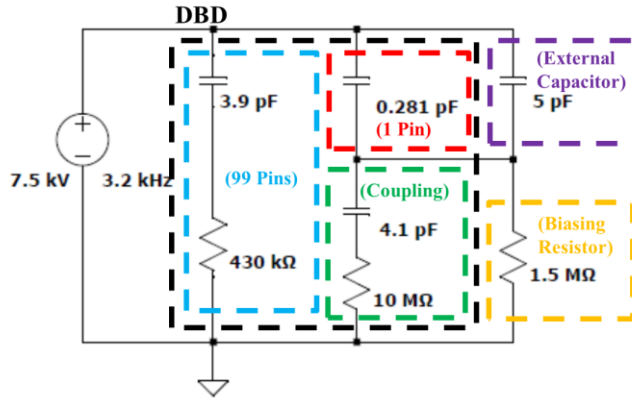 DBD
(External
Capacitor)
3.9 pF
0.281 pF
5 pF
(1 Pin)
+
−
7.5 kV
3.2 kHz
(99 Pins)
(Coupling)
4.1 pF
(Biasing
Resistor)
430 kΩ
10 MΩ
1.5 MΩ